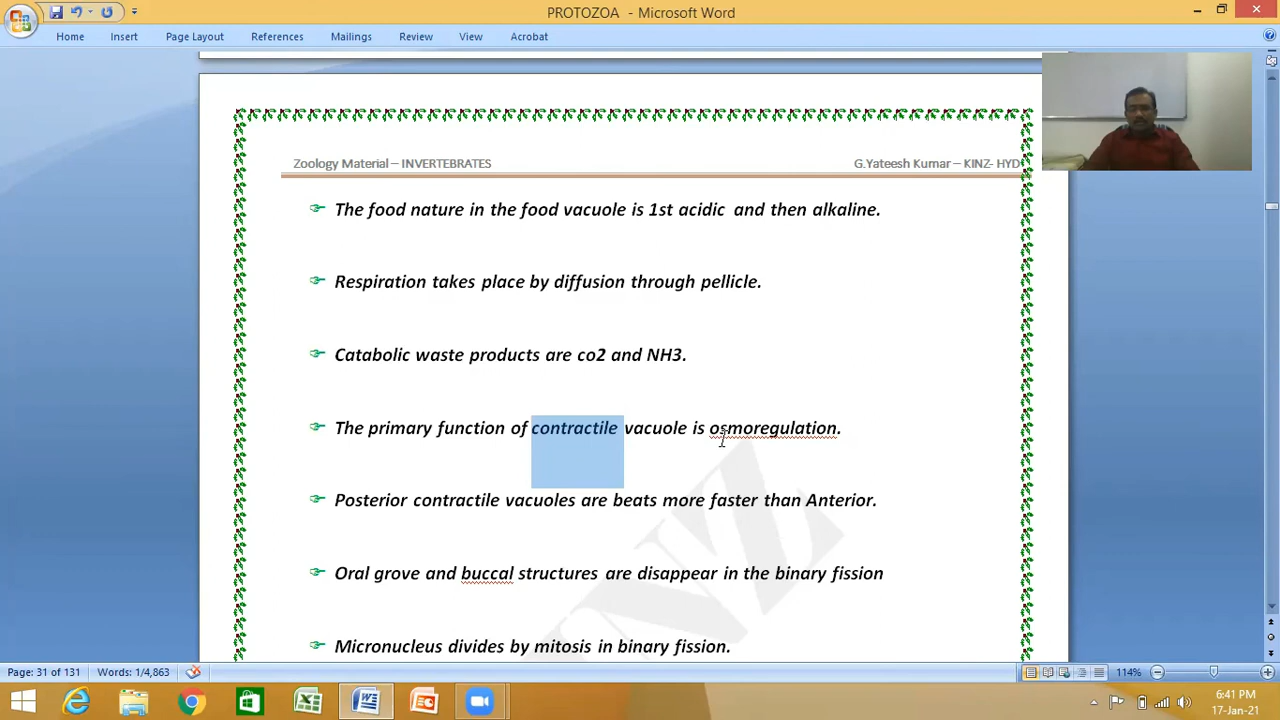 PROTOZOA - Microsoft Word
Home Insert Page Layout References Mailings Review View Acrobat
Zoology Material – INVERTEBRATES G.Yateesh Kumar – KINZ- HYD
The food nature in the food vacuole is 1st acidic and then alkaline.
Respiration takes place by diffusion through pellicle.
Catabolic waste products are co2 and NH3.
The primary function of contractile vacuole is osmoregulation.
Posterior contractile vacuoles are beats more faster than Anterior.
Oral grove and buccal structures are disappear in the binary fission
Micronucleus divides by mitosis in binary fission.
Page: 31 of 131 Words: 1/4,863 114%
6:41 PM
17-Jan-21